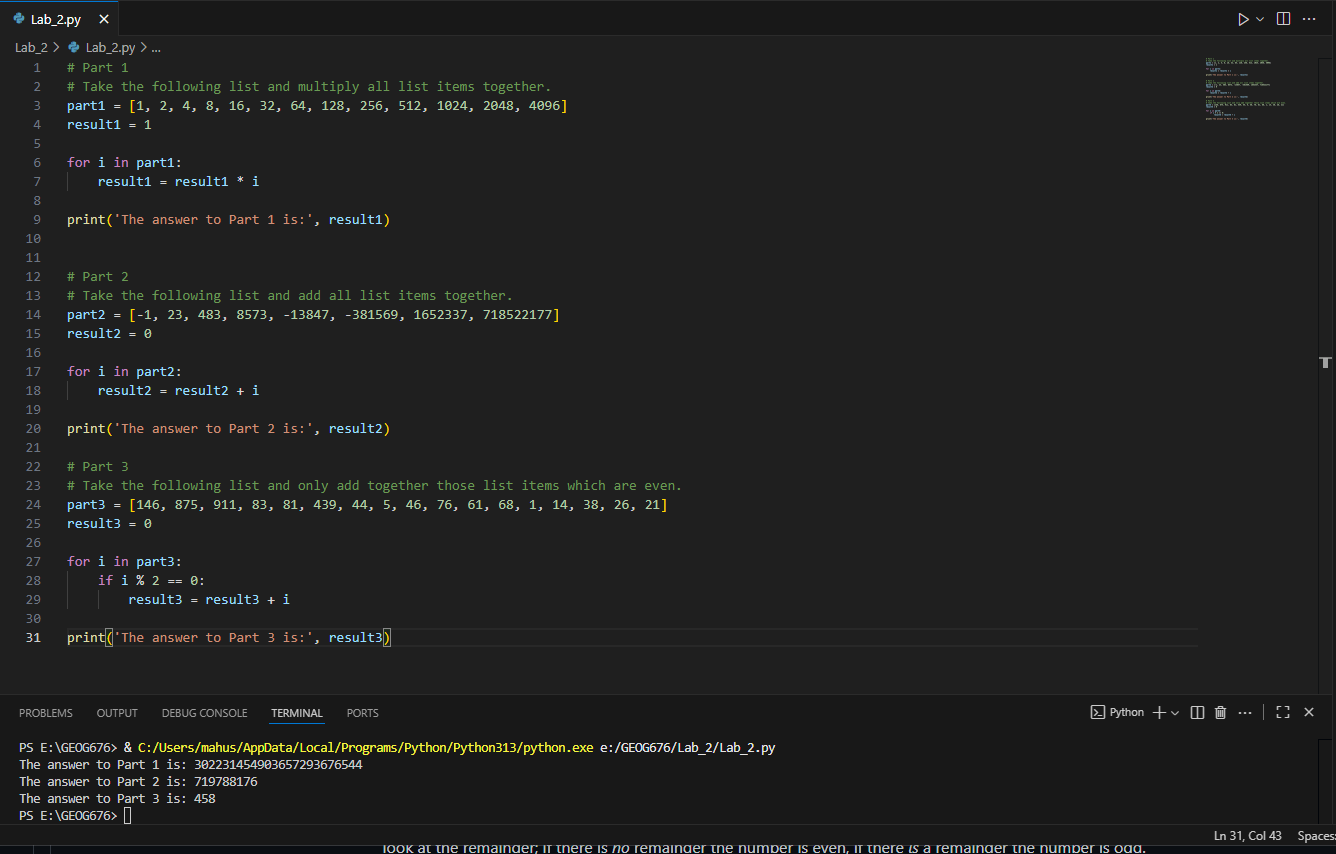 Lab_2.py
Lab_2 > Lab_2.py > ...
1 # Part 1
2 # Take the following list and multiply all list items together.
3 part1 = [1, 2, 4, 8, 16, 32, 64, 128, 256, 512, 1024, 2048, 4096]
4 result1 = 1
5
6 for i in part1:
7     result1 = result1 * i
8
9 print('The answer to Part 1 is:', result1)
10
11
12 # Part 2
13 # Take the following list and add all list items together.
14 part2 = [-1, 23, 483, 8573, -13847, -381569, 1652337, 718522177]
15 result2 = 0
16
17 for i in part2:
18     result2 = result2 + i
19
20 print('The answer to Part 2 is:', result2)
21
22 # Part 3
23 # Take the following list and only add together those list items which are even.
24 part3 = [146, 875, 911, 83, 81, 439, 44, 5, 46, 76, 61, 68, 1, 14, 38, 26, 21]
25 result3 = 0
26
27 for i in part3:
28     if i % 2 == 0:
29         result3 = result3 + i
30
31 print('The answer to Part 3 is:', result3)
PROBLEMS OUTPUT DEBUG CONSOLE TERMINAL PORTS Python
PS E:\GEOG676> & C:/Users/mahus/AppData/Local/Programs/Python/Python313/python.exe e:/GEOG676/Lab_2/Lab_2.py
The answer to Part 1 is: 302231454903657293676544
The answer to Part 2 is: 719788176
The answer to Part 3 is: 458
PS E:\GEOG676>
Ln 31, Col 43 Spaces:
look at the remainder; if there is no remainder the number is even, if there is a remainder the number is odd.